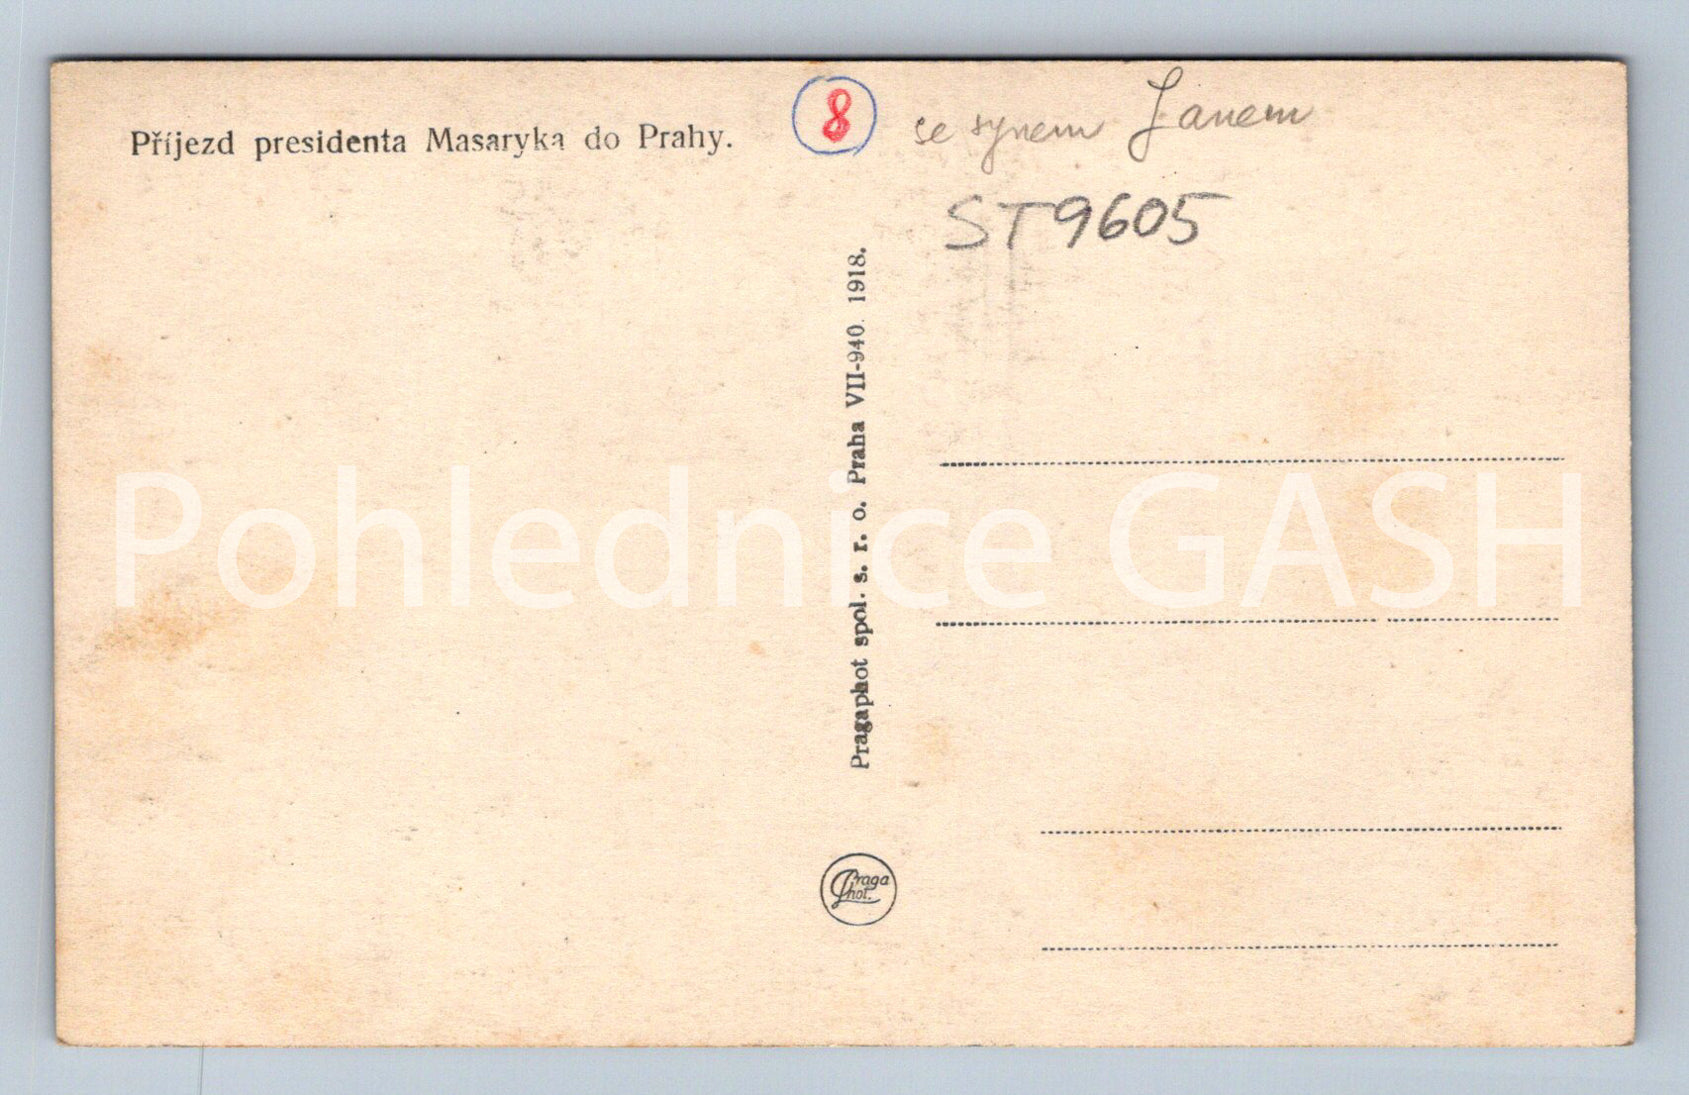 Příjezd presidenta Masaryka do Prahy.
8
se synem Janem
ST9605
Pragaphot spol. s. r. o. Praha VII-940. 1918.
Pohlednice GASH
Praga
Phot.